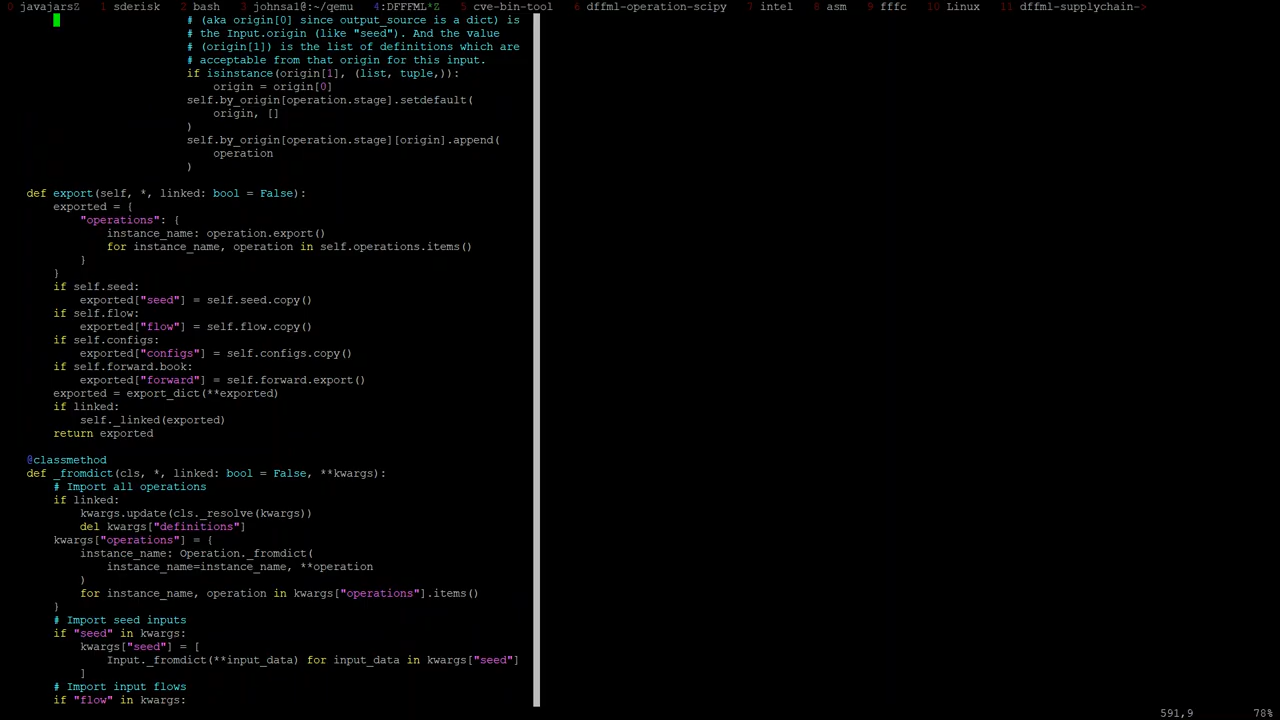 0 javajarsZ  1 sderisk  2 bash  3 johnsa1@:~/qemu  4:DFFFML*Z  5 cve-bin-tool  6 dffml-operation-scipy  7 intel  8 asm  9 fffc  10 Linux  11 dffml-supplychain->
                        # (aka origin[0] since output_source is a dict) is
                        # the Input.origin (like "seed"). And the value
                        # (origin[1]) is the list of definitions which are
                        # acceptable from that origin for this input.
                        if isinstance(origin[1], (list, tuple,)):
                            origin = origin[0]
                        self.by_origin[operation.stage].setdefault(
                            origin, []
                        )
                        self.by_origin[operation.stage][origin].append(
                            operation
                        )
def export(self, *, linked: bool = False):
    exported = {
        "operations": {
            instance_name: operation.export()
            for instance_name, operation in self.operations.items()
        }
    }
    if self.seed:
        exported["seed"] = self.seed.copy()
    if self.flow:
        exported["flow"] = self.flow.copy()
    if self.configs:
        exported["configs"] = self.configs.copy()
    if self.forward.book:
        exported["forward"] = self.forward.export()
    exported = export_dict(**exported)
    if linked:
        self._linked(exported)
    return exported
@classmethod
def _fromdict(cls, *, linked: bool = False, **kwargs):
    # Import all operations
    if linked:
        kwargs.update(cls._resolve(kwargs))
        del kwargs["definitions"]
    kwargs["operations"] = {
        instance_name: Operation._fromdict(
            instance_name=instance_name, **operation
        )
        for instance_name, operation in kwargs["operations"].items()
    }
    # Import seed inputs
    if "seed" in kwargs:
        kwargs["seed"] = [
            Input._fromdict(**input_data) for input_data in kwargs["seed"]
        ]
    # Import input flows
    if "flow" in kwargs:
591,9  78%